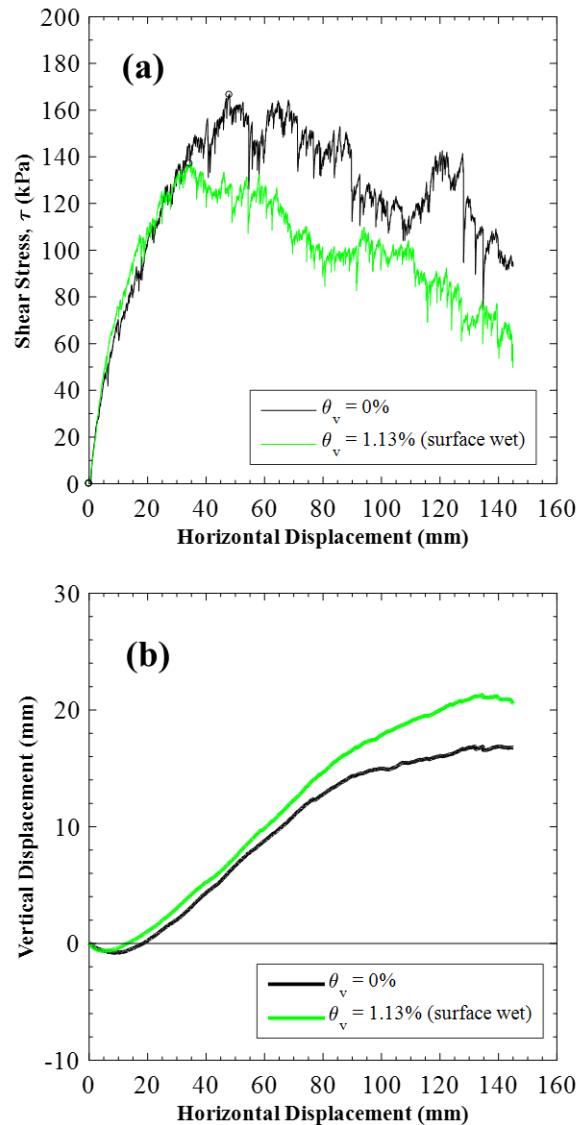 (a)
Shear Stress, τ (kPa)
200
180
160
140
120
100
80
60
40
20
0
θv = 0%
θv = 1.13% (surface wet)
0 20 40 60 80 100 120 140 160
Horizontal Displacement (mm)
(b)
Vertical Displacement (mm)
30
20
10
0
-10
θv = 0%
θv = 1.13% (surface wet)
0 20 40 60 80 100 120 140 160
Horizontal Displacement (mm)